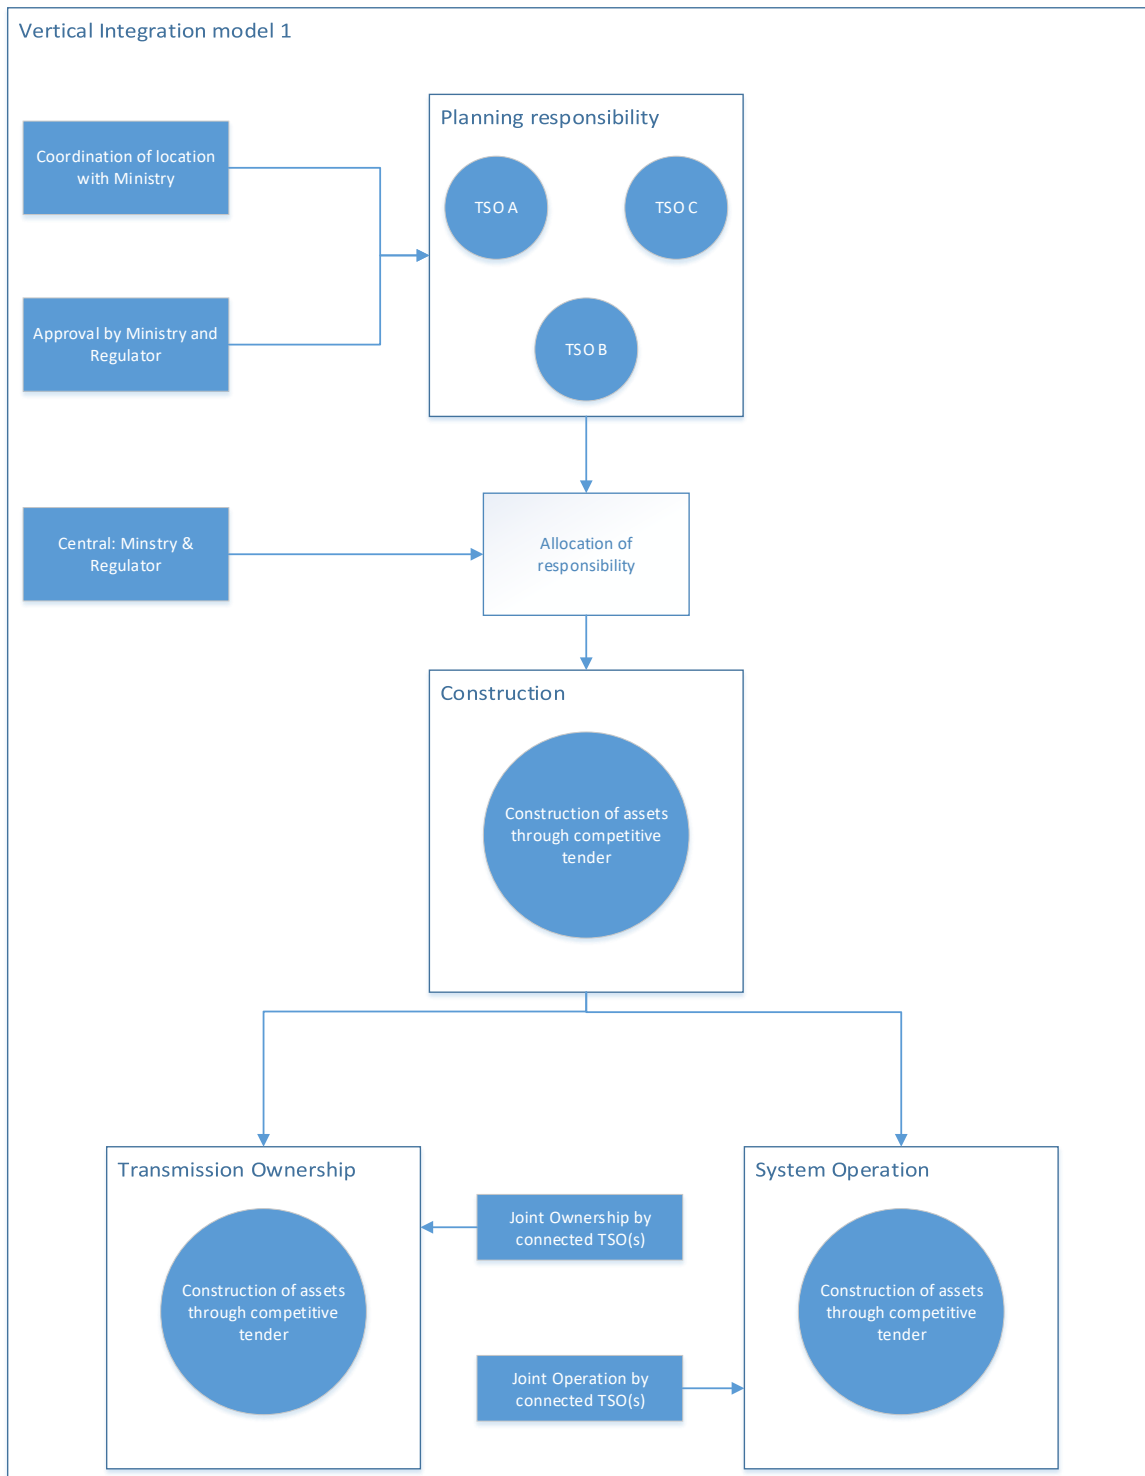 Vertical Integration model 1
Planning responsibility
Coordination of location
with Ministry
TSO A
TSO C
Approval by Ministry and
Regulator
TSO B
Central: Minstry &
Regulator
Allocation of
responsibility
Construction
Construction of assets
through competitive
tender
Transmission Ownership
Construction of assets
through competitive
tender
Joint Ownership by
connected TSO(s)
Joint Operation by
connected TSO(s)
System Operation
Construction of assets
through competitive
tender